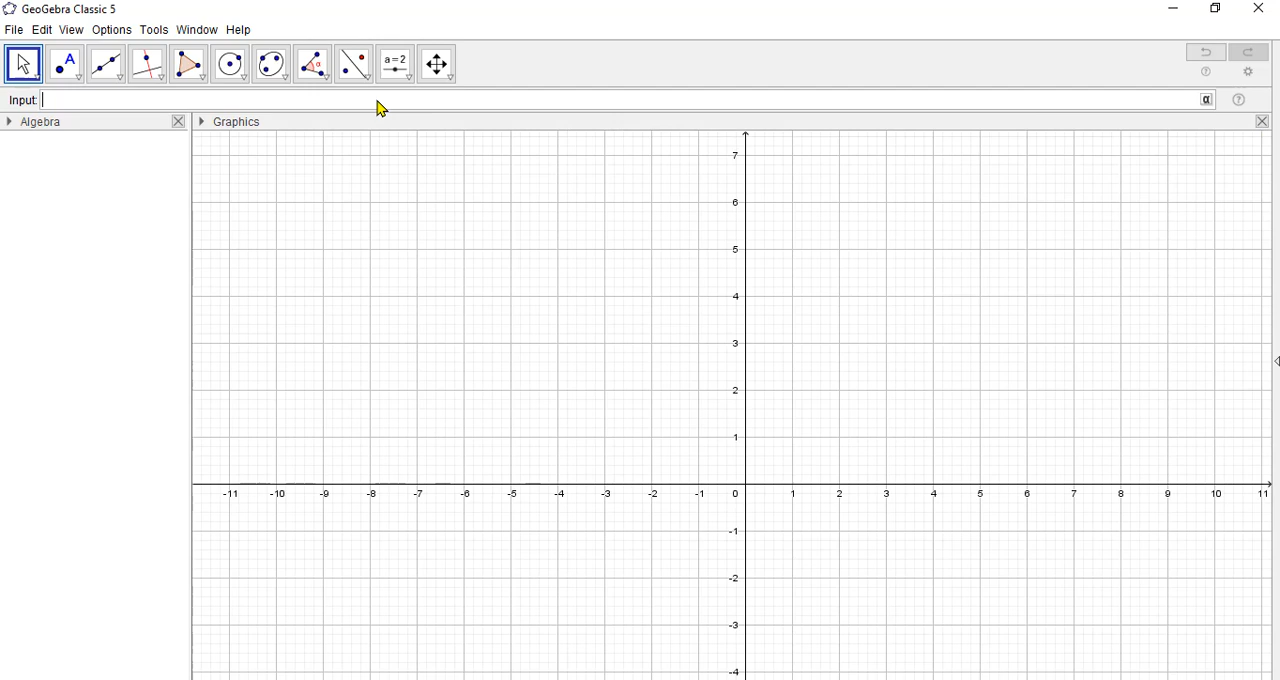 GeoGebra Classic 5
File Edit View Options Tools Window Help
A
α
a=2
Input: α
Algebra
Graphics
7
6
5
4
3
2
1
-11 -10 -9 -8 -7 -6 -5 -4 -3 -2 -1 0 1 2 3 4 5 6 7 8 9 10 11
-1
-2
-3
-4